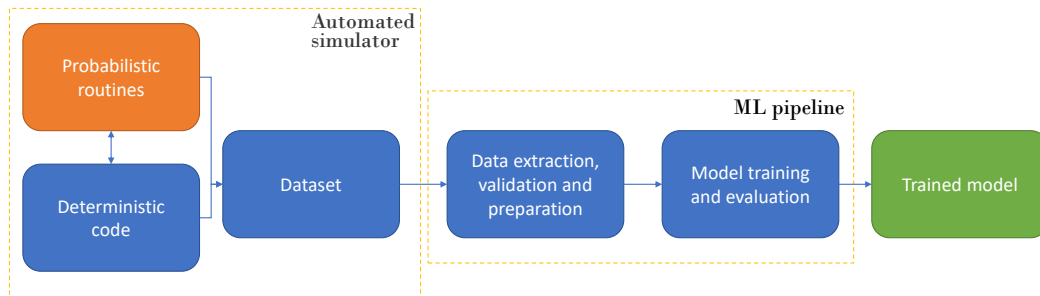 Automated
simulator
Probabilistic
routines
Deterministic
code
Dataset
ML pipeline
Data extraction,
validation and
preparation
Model training
and evaluation
Trained model